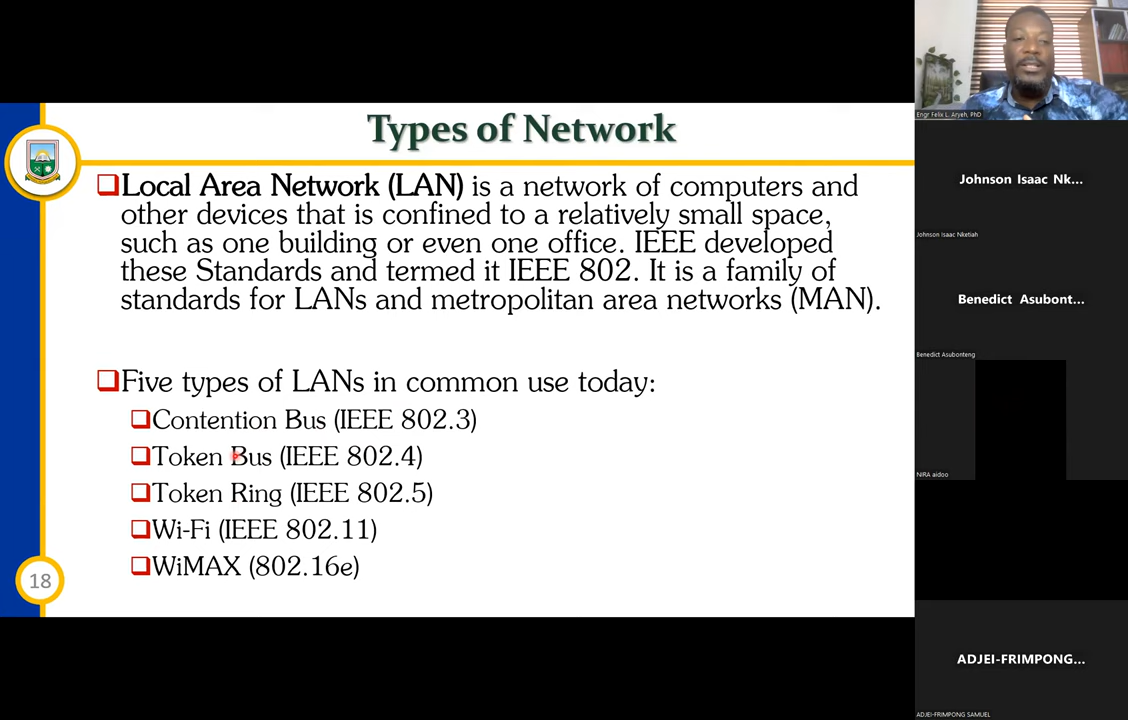 Types of Network
Local Area Network (LAN) is a network of computers and
other devices that is confined to a relatively small space,
such as one building or even one office. IEEE developed
these Standards and termed it IEEE 802. It is a family of
standards for LANs and metropolitan area networks (MAN).
Five types of LANs in common use today:
Contention Bus (IEEE 802.3)
Token Bus (IEEE 802.4)
Token Ring (IEEE 802.5)
Wi-Fi (IEEE 802.11)
WiMAX (802.16e)
18
Engr Felix L. Aryeh, PhD
Johnson Isaac Nk...
Johnson Isaac Nketiah
Benedict Asubont...
Benedict Asubonteng
NIRA aidoo
ADJEI-FRIMPONG...
ADJEI-FRIMPONG SAMUEL